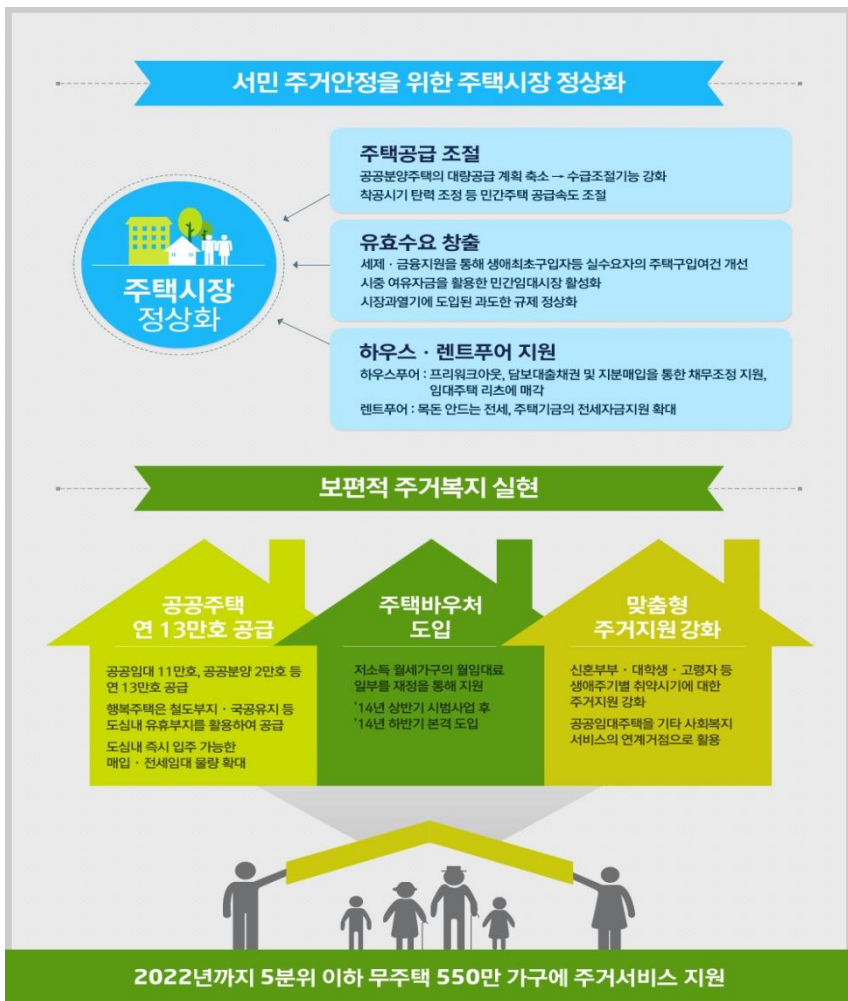 서민 주거안정을 위한 주택시장 정상화
주택시장
정상화
주택공급 조절
공공분양주택의 대량공급 계획 축소 → 수급조절기능 강화
착공시기 탄력 조정 등 민간주택 공급속도 조절
유효수요 창출
세제 · 금융지원을 통해 생애최초구입자등 실수요자의 주택구입여건 개선
시중 여유자금을 활용한 민간임대시장 활성화
시장과열기에 도입된 과도한 규제 정상화
하우스 · 렌트푸어 지원
하우스푸어 : 프리워크아웃, 담보대출채권 및 지분매입을 통한 채무조정 지원,
임대주택 리츠에 매각
렌트푸어 : 목돈 안드는 전세, 주택기금의 전세자금지원 확대
보편적 주거복지 실현
공공주택
연 13만호 공급
공공임대 11만호, 공공분양 2만호 등
연 13만호 공급
행복주택은 철도부지 · 국공유지 등
도심내 유휴부지를 활용하여 공급
도심내 즉시 입주 가능한
매입 · 전세임대 물량 확대
주택바우처
도입
저소득 월세가구의 월임대료
일부를 재정을 통해 지원
'14년 상반기 시범사업 후
'14년 하반기 본격 도입
맞춤형
주거지원 강화
신혼부부 · 대학생 · 고령자 등
생애주기별 취약시기에 대한
주거지원 강화
공공임대주택을 기타 사회복지
서비스의 연계거점으로 활용
2022년까지 5분위 이하 무주택 550만 가구에 주거서비스 지원